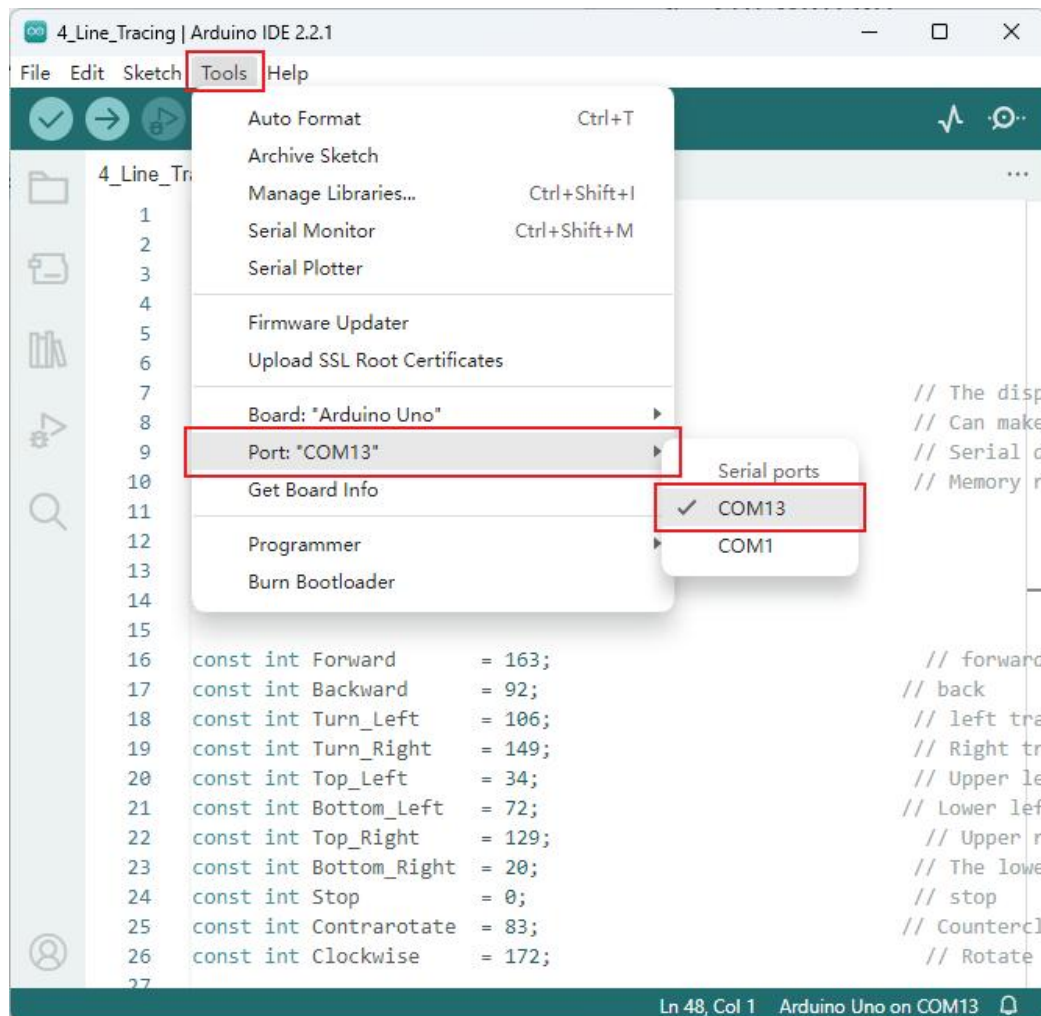 4_Line_Tracing | Arduino IDE 2.2.1
File Edit Sketch Tools Help
Auto Format Ctrl+T
Archive Sketch
Manage Libraries... Ctrl+Shift+I
Serial Monitor Ctrl+Shift+M
Serial Plotter
Firmware Updater
Upload SSL Root Certificates
Board: "Arduino Uno"
Port: "COM13"
Get Board Info
Programmer
Burn Bootloader
Serial ports
COM13
COM1
4_Line_Tr
...
1
2
3
4
5
6
7 // The disp
8 // Can make
9 // Serial
10 // Memory
11
12
13
14
15
16 const int Forward = 163; // forward
17 const int Backward = 92; // back
18 const int Turn_Left = 106; // left tra
19 const int Turn_Right = 149; // Right tr
20 const int Top_Left = 34; // Upper le
21 const int Bottom_Left = 72; // Lower lef
22 const int Top_Right = 129; // Upper
23 const int Bottom_Right = 20; // The lowe
24 const int Stop = 0; // stop
25 const int Contrarotate = 83; // Countercl
26 const int Clockwise = 172; // Rotate
27
Ln 48, Col 1 Arduino Uno on COM13